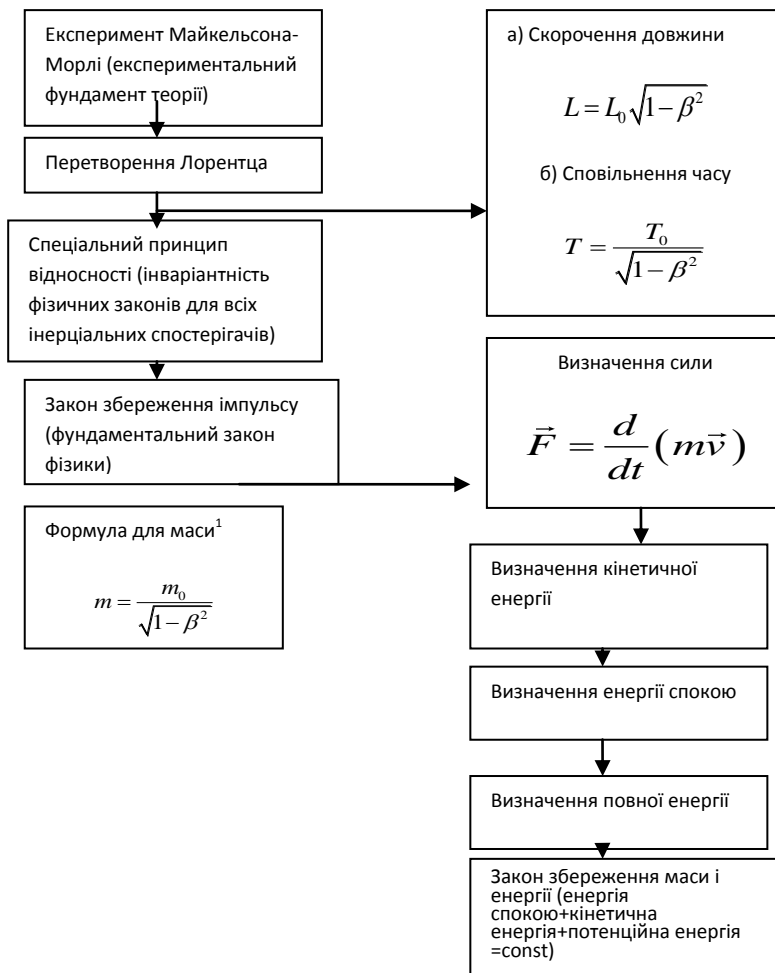 Експеримент Майкельсона-
Морлі (експериментальний
фундамент теорії)
Перетворення Лорентца
Спеціальний принцип
відносності (інваріантність
фізичних законів для всіх
інерціальних спостерігачів)
Закон збереження імпульсу
(фундаментальний закон
фізики)
Формула для маси¹
m = m₀ / √(1 − β²)
а) Скорочення довжини
L = L₀√(1 − β²)
б) Сповільнення часу
T = T₀ / √(1 − β²)
Визначення сили
F⃗ = d/dt (mv⃗)
Визначення кінетичної
енергії
Визначення енергії спокою
Визначення повної енергії
Закон збереження маси і
енергії (енергія
спокою+кінетична
енергія+потенційна енергія
=const)